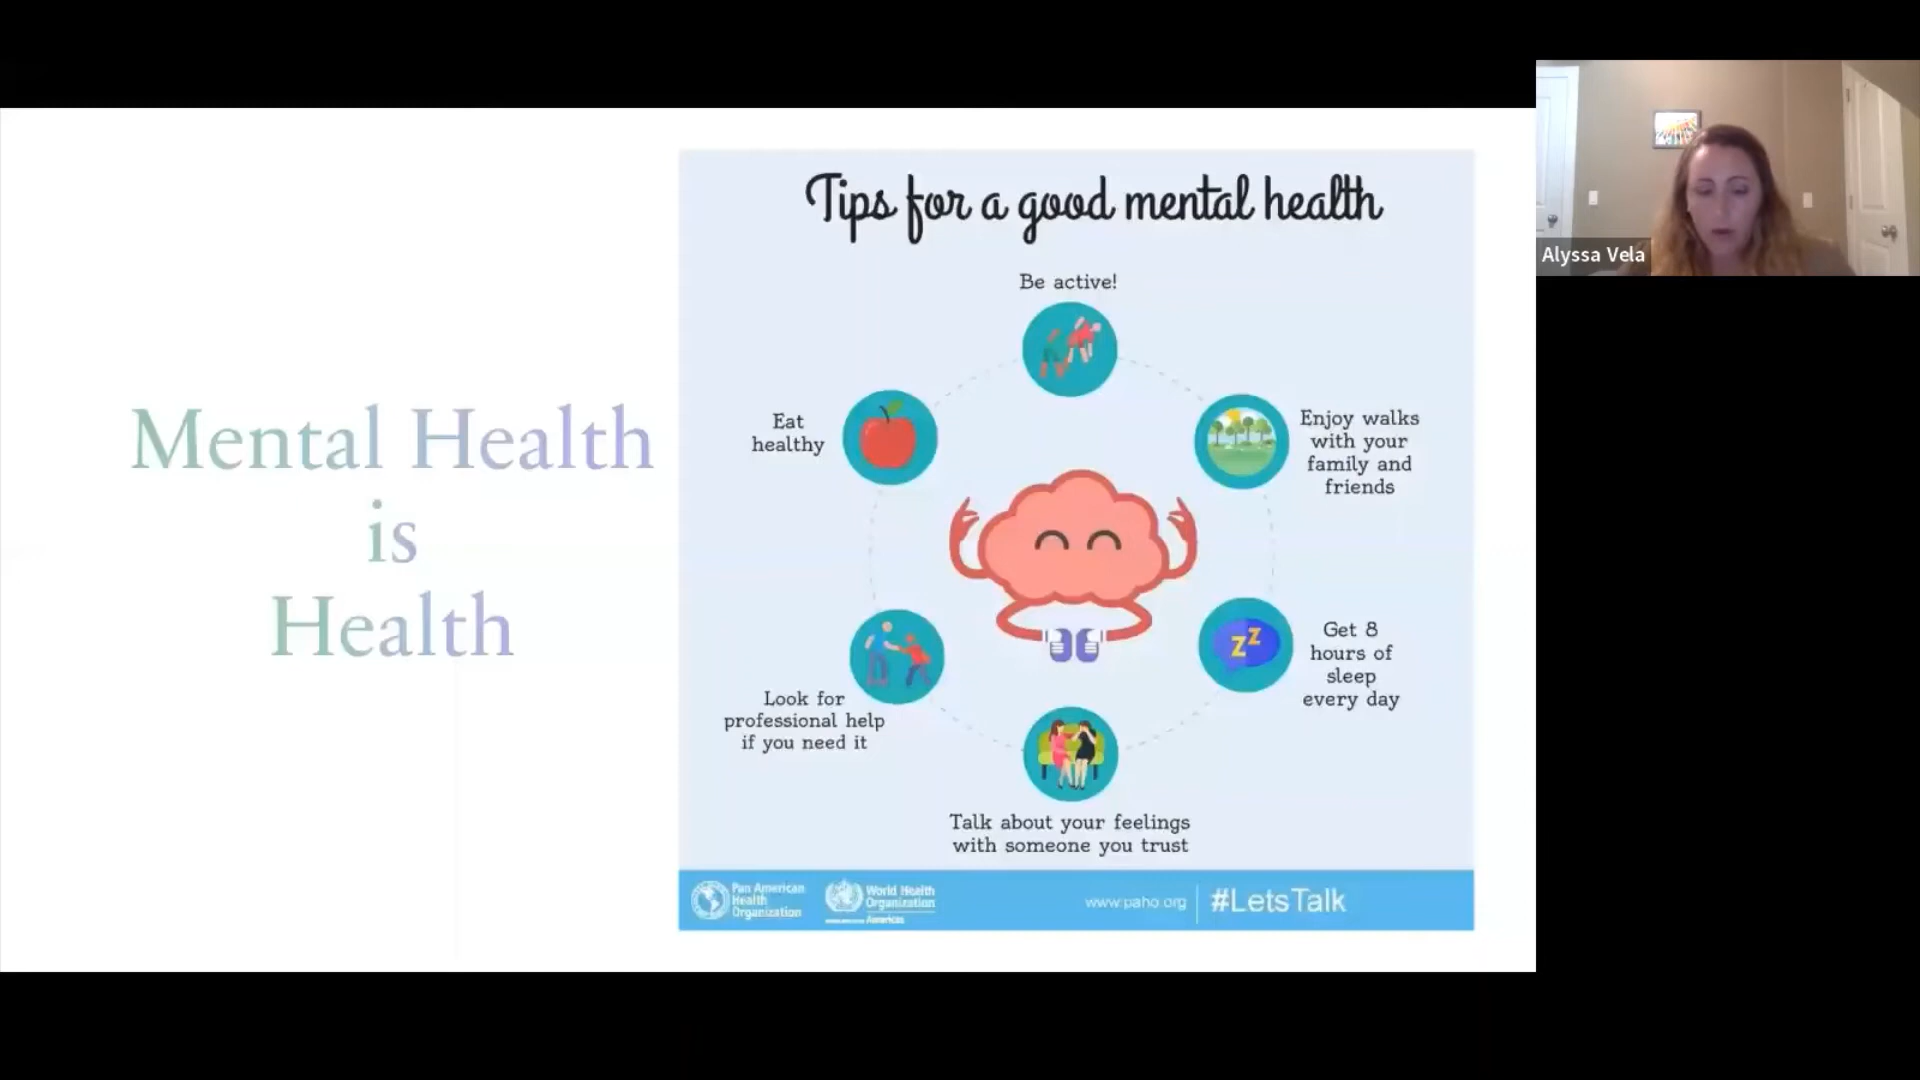 Mental Health
is
Health
Tips for a good mental health
Be active!
Eat
healthy
Enjoy walks
with your
family and
friends
Get 8
hours of
sleep
every day
zz
Look for
professional help
if you need it
Talk about your feelings
with someone you trust
Pan American
Health
Organization
World Health
Organization
Americas
www.paho.org
#LetsTalk
Alyssa Vela